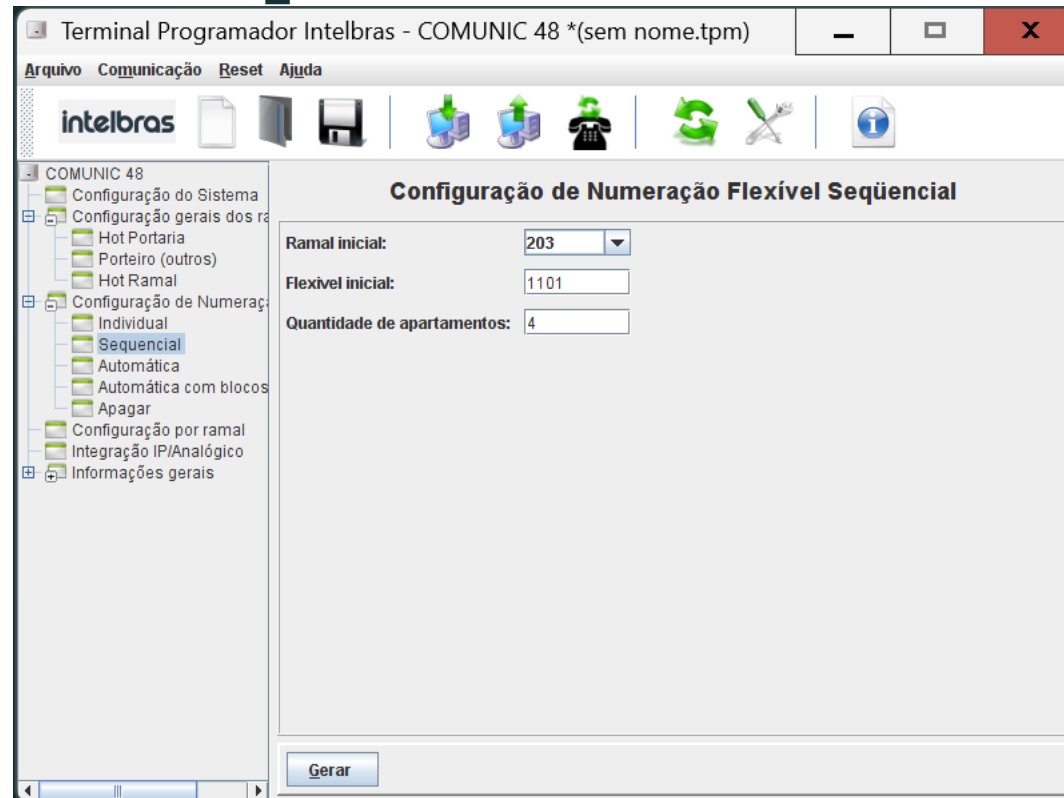 Terminal Programador Intelbras - COMUNIC 48 *(sem nome.tpm)
Arquivo Comunicação Reset Ajuda
intelbras
COMUNIC 48
Configuração do Sistema
Configuração gerais dos ra
Hot Portaria
Porteiro (outros)
Hot Ramal
Configuração de Numeraç
Individual
Sequencial
Automática
Automática com blocos
Apagar
Configuração por ramal
Integração IP/Analógico
Informações gerais
Configuração de Numeração Flexível Seqüencial
Ramal inicial: 203
Flexivel inicial: 1101
Quantidade de apartamentos: 4
Gerar